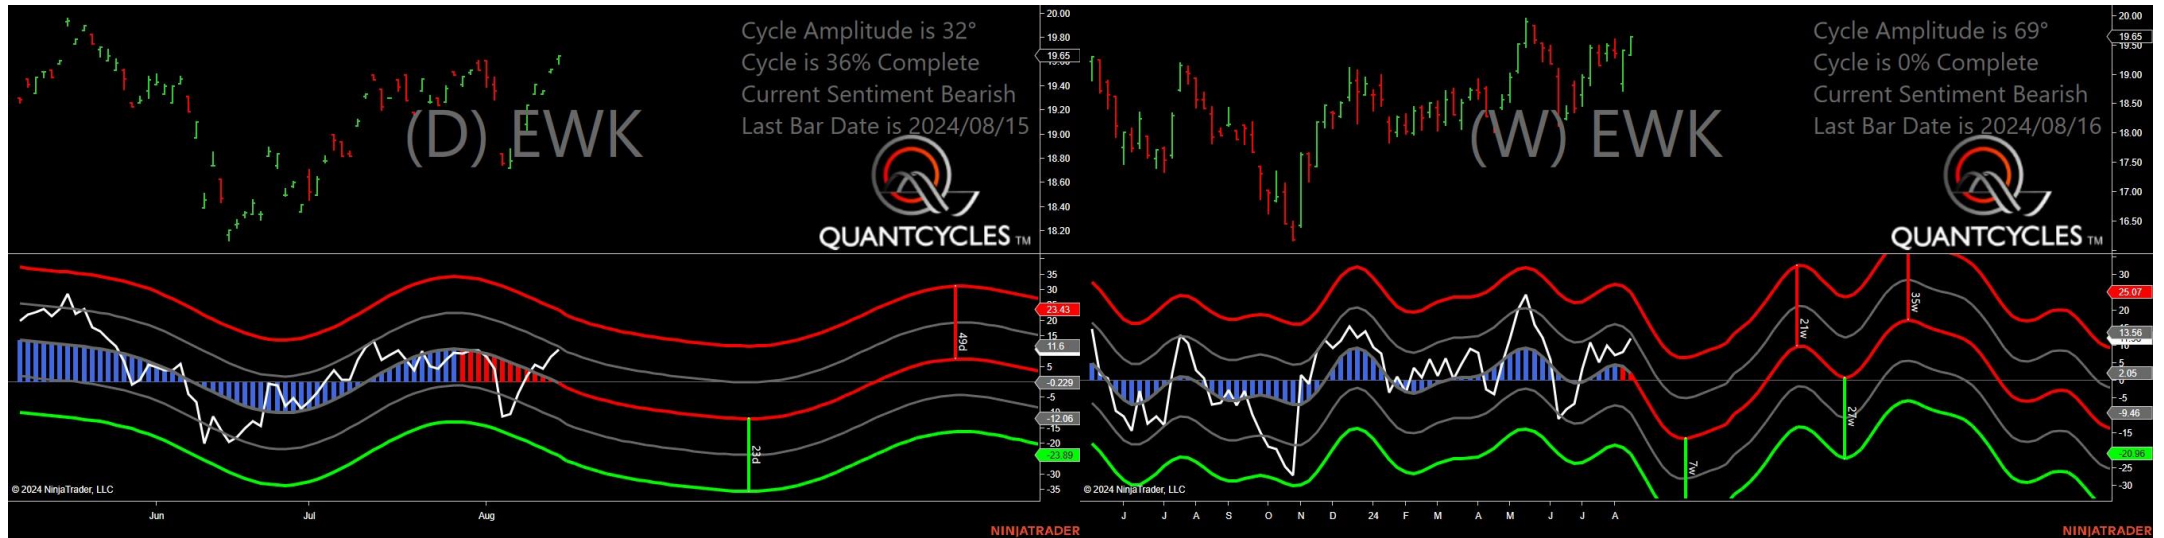 Cycle Amplitude is 32°
Cycle is 36% Complete
Current Sentiment Bearish
Last Bar Date is 2024/08/15
(D) EWK
QUANTCYCLES TM
20.00
19.80
19.65
19.40
19.20
19.00
18.80
18.60
18.40
18.20
35
30
23.43
20
15
11.6
5
-0.229
-5
-12.06
-15
-20
-23.89
-30
-35
49d
23d
© 2024 NinjaTrader, LLC
Jun
Jul
Aug
NINJATRADER
Cycle Amplitude is 69°
Cycle is 0% Complete
Current Sentiment Bearish
Last Bar Date is 2024/08/16
(W) EWK
QUANTCYCLES TM
20.00
19.65
19.50
19.00
18.50
18.00
17.50
17.00
16.50
30
25.07
20
13.56
5
2.05
-5
-9.46
-15
-20.96
-25
-30
21w
35w
27w
7w
© 2024 NinjaTrader, LLC
J J A S O N D 24 F M A M J J A
NINJATRADER